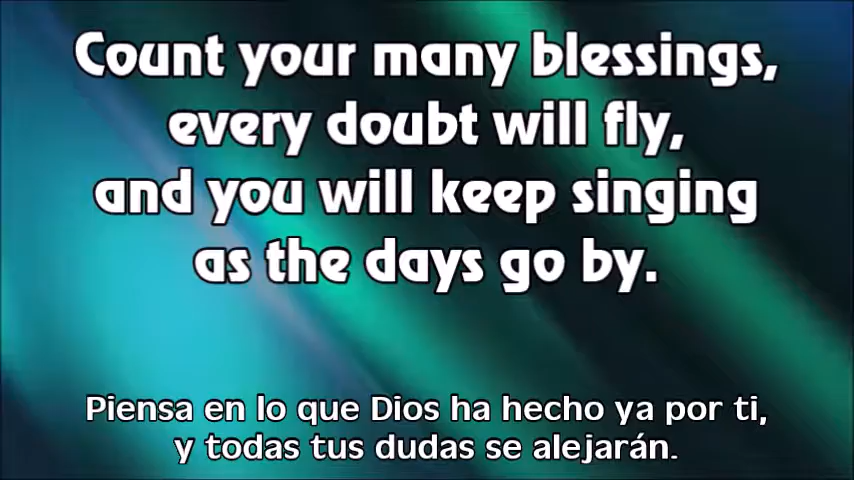 Count your many blessings,
every doubt will fly,
and you will keep singing
as the days go by.
Piensa en lo que Dios ha hecho ya por ti,
y todas tus dudas se alejarán.